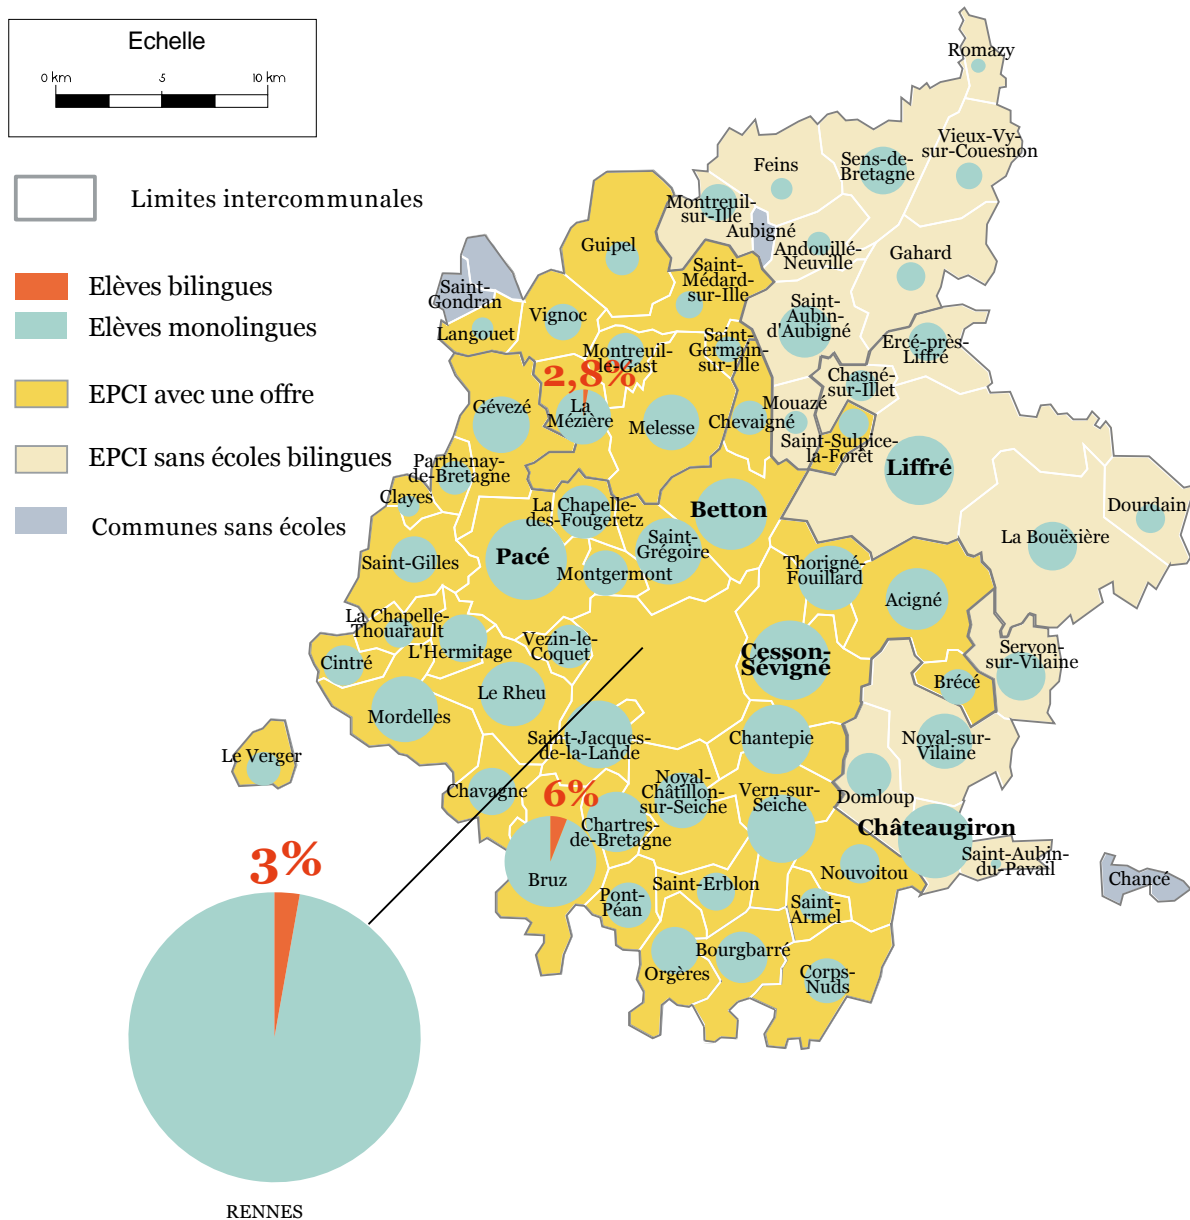 Echelle
0 km 5 10 km
Limites intercommunales
Elèves bilingues
Elèves monolingues
EPCI avec une offre
EPCI sans écoles bilingues
Communes sans écoles
Romazy
Vieux-Vy-
sur-Couesnon
Sens-de-
Bretagne
Feins
Montreuil-
sur-Ille
Aubigné
Andouillé-
Neuville
Gahard
Guipel
Saint-
Médard-
sur-Ille
Saint-
Gondran
Langouet
Vignoc
Saint-
Aubin-
d'Aubigné
Ercé-près-
Liffré
Montreuil-
le-Gast
Saint-
Germain-
sur-Ille
2,8%
Chasné-
sur-Illet
Gévezé
La
Mézière
Melesse
Chevaigné
Mouazé
Saint-Sulpice-
la-Forêt
Liffré
Parthenay-
de-Bretagne
Clayes
La Chapelle-
des-Fougeretz
Betton
Dourdain
La Bouëxière
Saint-Gilles
Pacé
Saint-
Grégoire
Montgermont
Thorigné-
Fouillard
Acigné
La Chapelle-
Thouarault
L'Hermitage
Vezin-le-
Coquet
Cintré
Cesson-
Sévigné
Servon-
sur-Vilaine
Brécé
Le Rheu
Mordelles
Saint-Jacques-
de-la-Lande
Chantepie
Noyal-sur-
Vilaine
Le Verger
Chavagne
6%
Noyal-
Châtillon-
sur-Seiche
Vern-sur-
Seiche
Domloup
Chartres-
de-Bretagne
Châteaugiron
Saint-Aubin-
du-Pavail
Chancé
3%
Bruz
Pont-
Péan
Saint-Erblon
Nouvoitou
Saint-
Armel
Orgères
Bourgbarré
Corps-
Nuds
RENNES